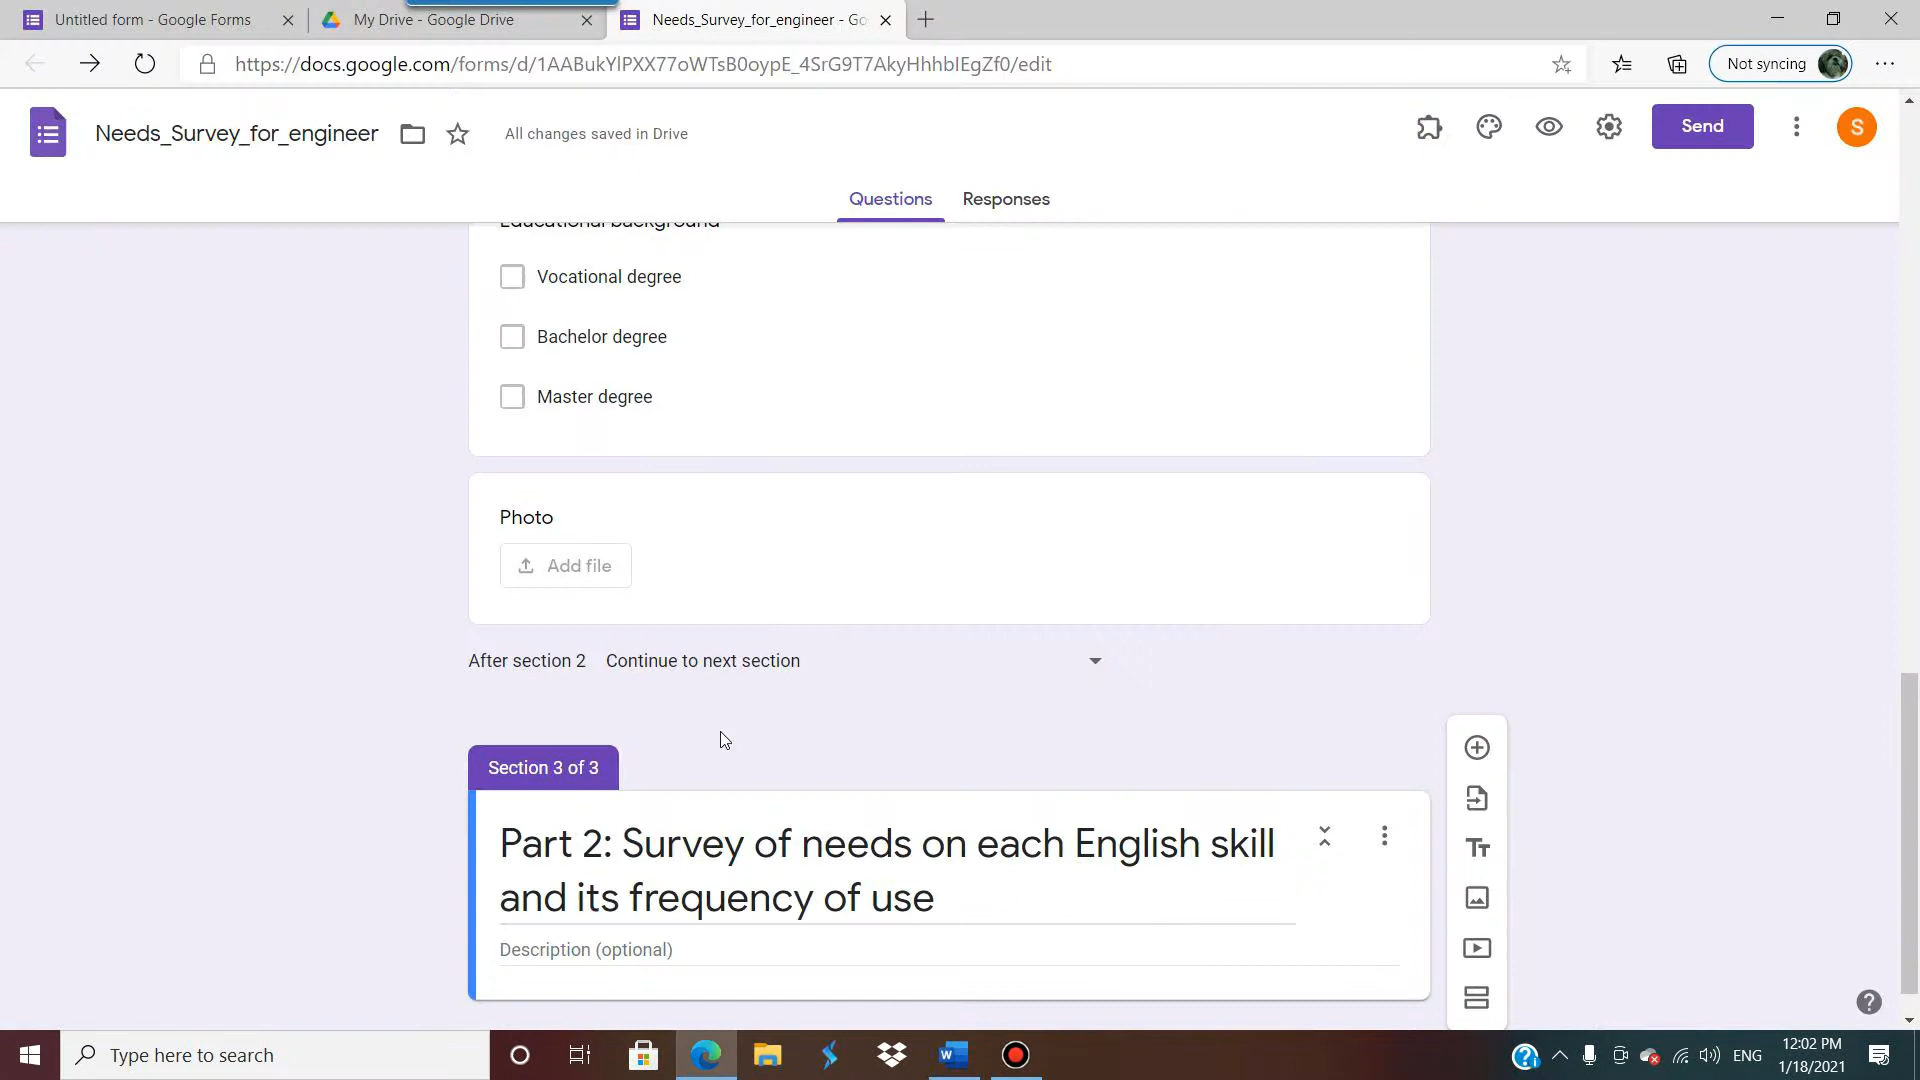 Untitled form - Google Forms
My Drive - Google Drive
Needs_Survey_for_engineer - Go
https://docs.google.com/forms/d/1AABukYlPXX77oWTsB0oypE_4SrG9T7AkyHhhblEgZf0/edit
Not syncing
Needs_Survey_for_engineer
All changes saved in Drive
Send
S
Questions
Responses
Educational background
Vocational degree
Bachelor degree
Master degree
Photo
Add file
After section 2 Continue to next section
Section 3 of 3
Part 2: Survey of needs on each English skill
and its frequency of use
Description (optional)
Type here to search
ENG
12:02 PM
1/18/2021